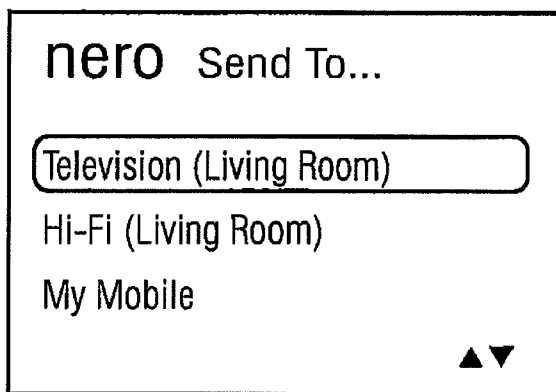 nero Send To...
Television (Living Room)
Hi-Fi (Living Room)
My Mobile